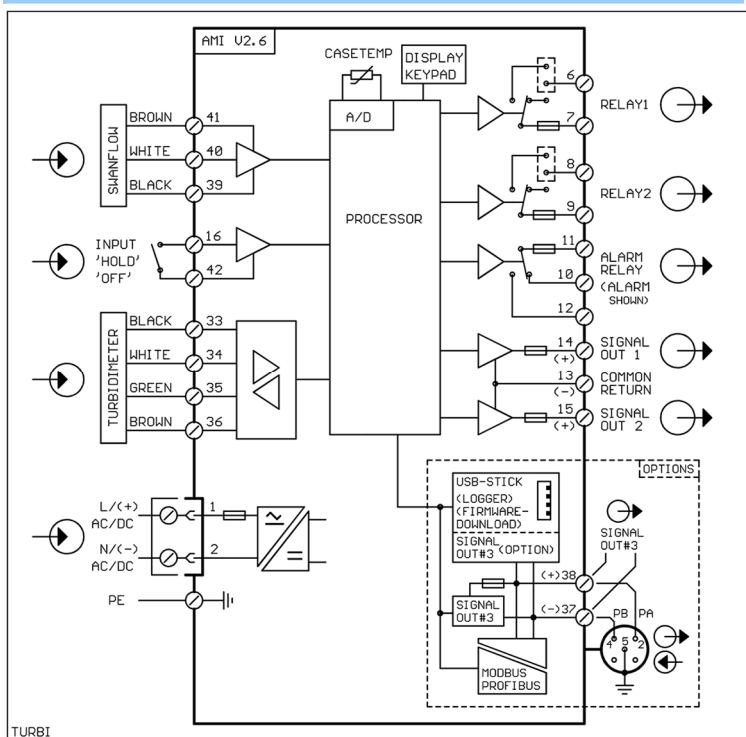 AMI V2.6
CASETEMP
DISPLAY
KEYPAD
A/D
PROCESSOR
SWANFLOW
BROWN 41
WHITE 40
BLACK 39
INPUT 16
'HOLD'
'OFF' 42
TURBIDIMETER
BLACK 33
WHITE 34
GREEN 35
BROWN 36
L/(+) 1
AC/DC
N/(-) 2
AC/DC
PE
6
RELAY1
7
8
RELAY2
9
11
ALARM
RELAY
10
(ALARM
SHOWN)
12
14 SIGNAL
(+) OUT 1
13 COMMON
(-) RETURN
15 SIGNAL
(+) OUT 2
OPTIONS
USB-STICK
(LOGGER)
(FIRMWARE-
DOWNLOAD)
SIGNAL
OUT#3 (OPTION)
SIGNAL
OUT#3
(+)38
SIGNAL
OUT#3
(-)37
PB PA
4 5 2
MODBUS
PROFIBUS
TURBI